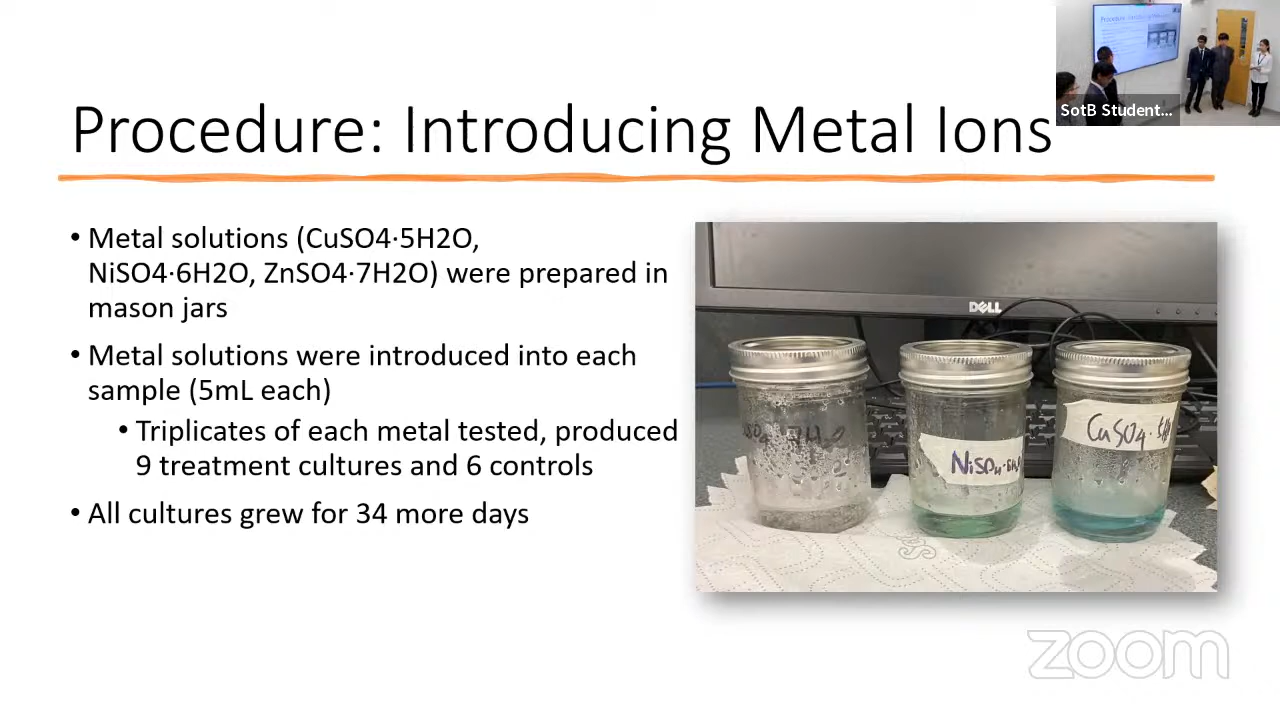 Procedure: Introducing Metal Ions
SotB Student...
• Metal solutions (CuSO4·5H2O,
NiSO4·6H2O, ZnSO4·7H2O) were prepared in
mason jars
• Metal solutions were introduced into each
sample (5mL each)
• Triplicates of each metal tested, produced
9 treatment cultures and 6 controls
• All cultures grew for 34 more days
DELL
NiSO4·6H2O
CuSO4·5H
zoom